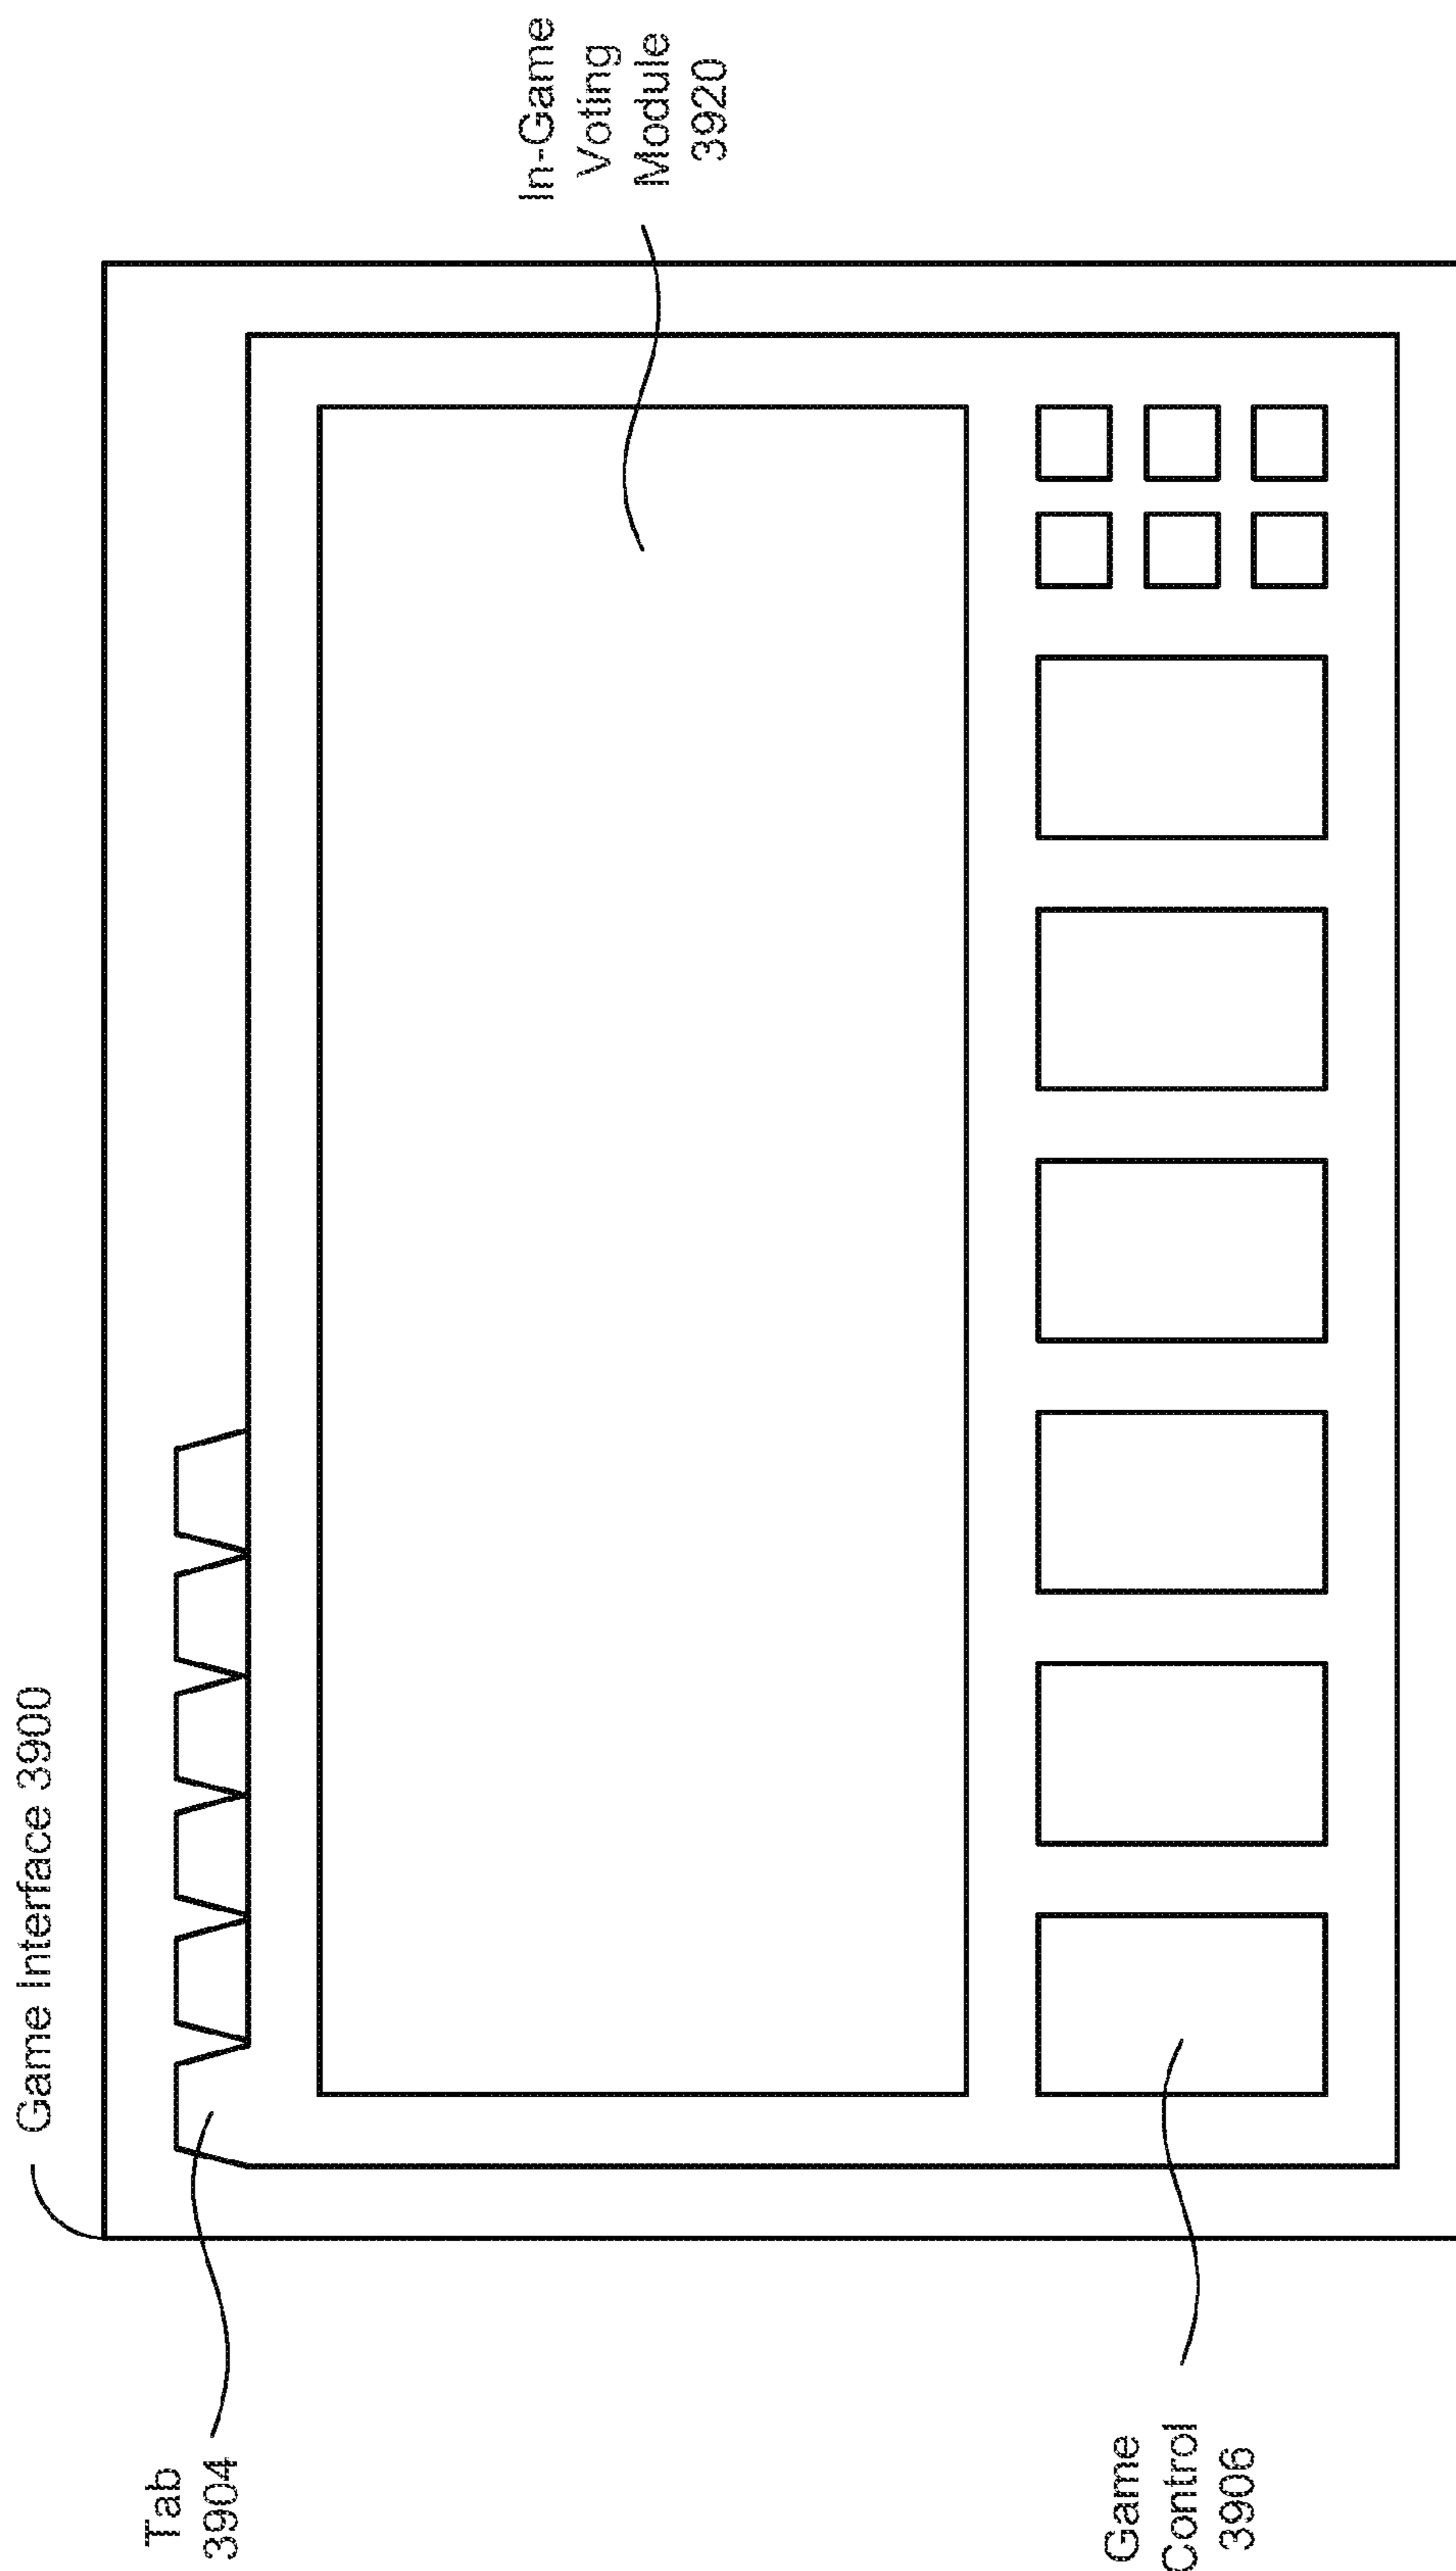 Game Interface 3900
Tab
3904
In-Game
Voting
Module
3920
Game
Control
3906